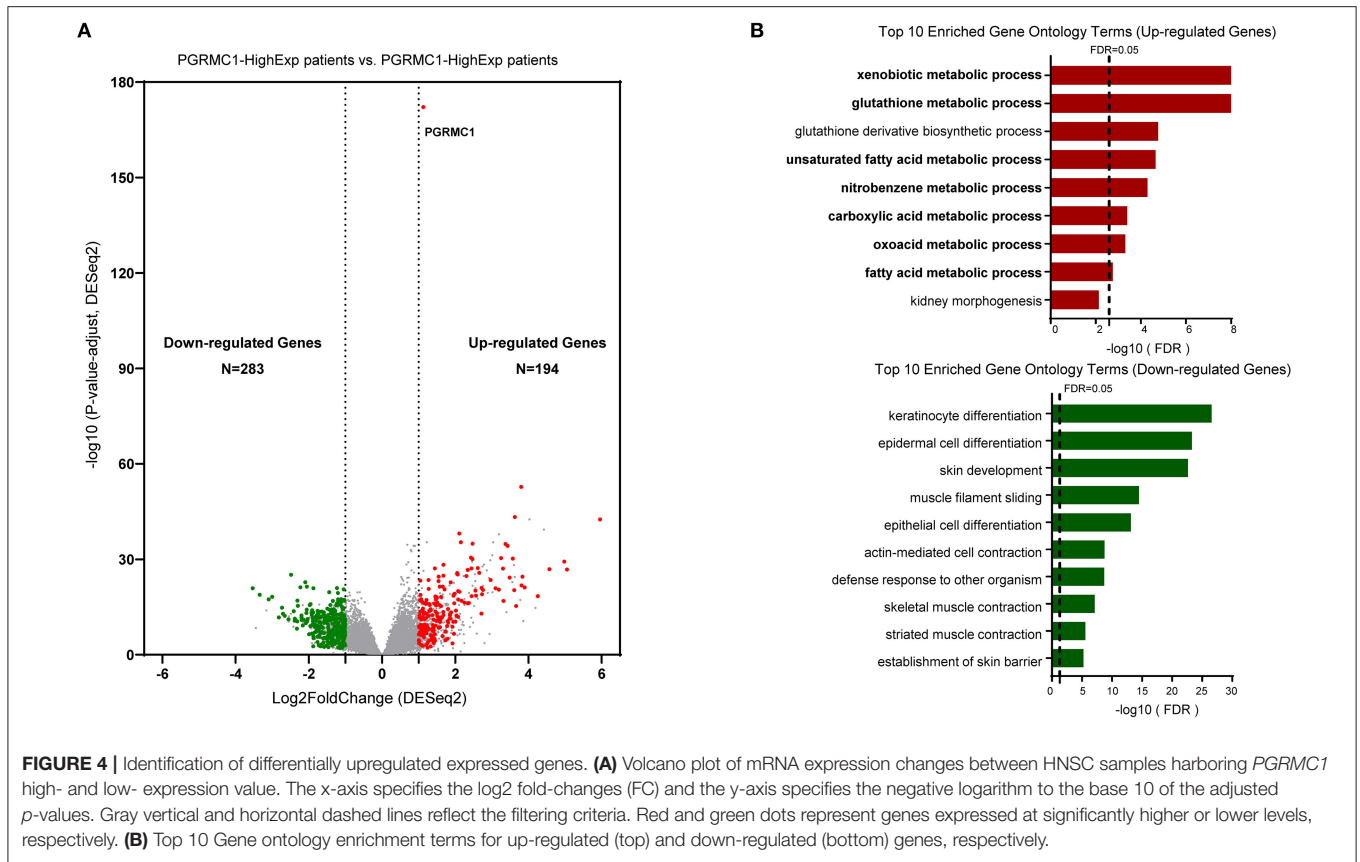 A
PGRMC1-HighExp patients vs. PGRMC1-HighExp patients
180
150
120
90
60
30
0
-log10 (P-value-adjust, DESeq2)
PGRMC1
Down-regulated Genes
N=283
Up-regulated Genes
N=194
-6 -4 -2 0 2 4 6
Log2FoldChange (DESeq2)
B
Top 10 Enriched Gene Ontology Terms (Up-regulated Genes)
FDR=0.05
xenobiotic metabolic process
glutathione metabolic process
glutathione derivative biosynthetic process
unsaturated fatty acid metabolic process
nitrobenzene metabolic process
carboxylic acid metabolic process
oxoacid metabolic process
fatty acid metabolic process
kidney morphogenesis
0 2 4 6 8
-log10 ( FDR )
Top 10 Enriched Gene Ontology Terms (Down-regulated Genes)
FDR=0.05
keratinocyte differentiation
epidermal cell differentiation
skin development
muscle filament sliding
epithelial cell differentiation
actin-mediated cell contraction
defense response to other organism
skeletal muscle contraction
striated muscle contraction
establishment of skin barrier
0 5 10 15 20 25 30
-log10 ( FDR )
FIGURE 4 | Identification of differentially upregulated expressed genes. (A) Volcano plot of mRNA expression changes between HNSC samples harboring PGRMC1
high- and low- expression value. The x-axis specifies the log2 fold-changes (FC) and the y-axis specifies the negative logarithm to the base 10 of the adjusted
p-values. Gray vertical and horizontal dashed lines reflect the filtering criteria. Red and green dots represent genes expressed at significantly higher or lower levels,
respectively. (B) Top 10 Gene ontology enrichment terms for up-regulated (top) and down-regulated (bottom) genes, respectively.